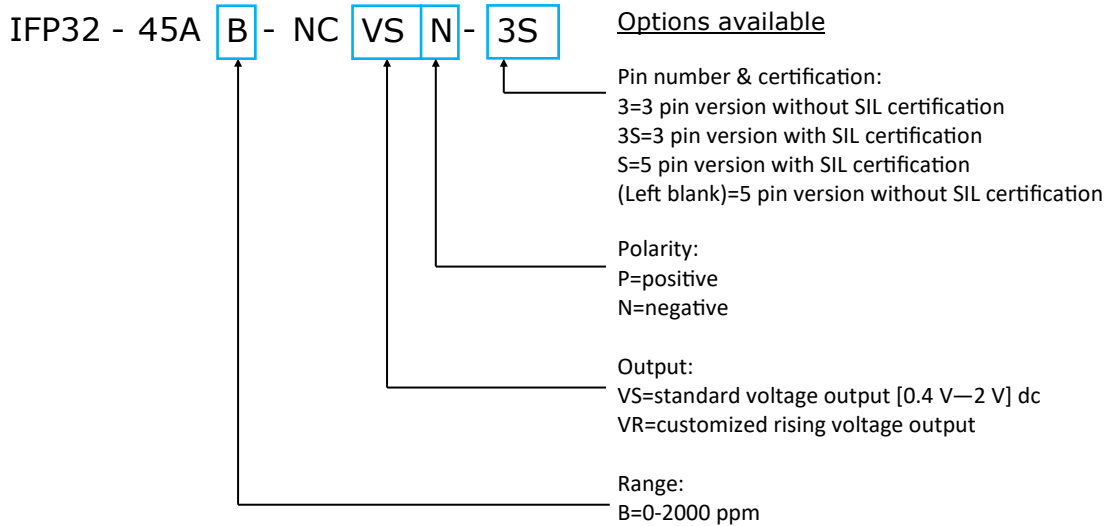 IFP32 - 45A B - NC VS N - 3S
Options available
Pin number & certification:
3=3 pin version without SIL certification
3S=3 pin version with SIL certification
S=5 pin version with SIL certification
(Left blank)=5 pin version without SIL certification
Polarity:
P=positive
N=negative
Output:
VS=standard voltage output [0.4 V—2 V] dc
VR=customized rising voltage output
Range:
B=0-2000 ppm